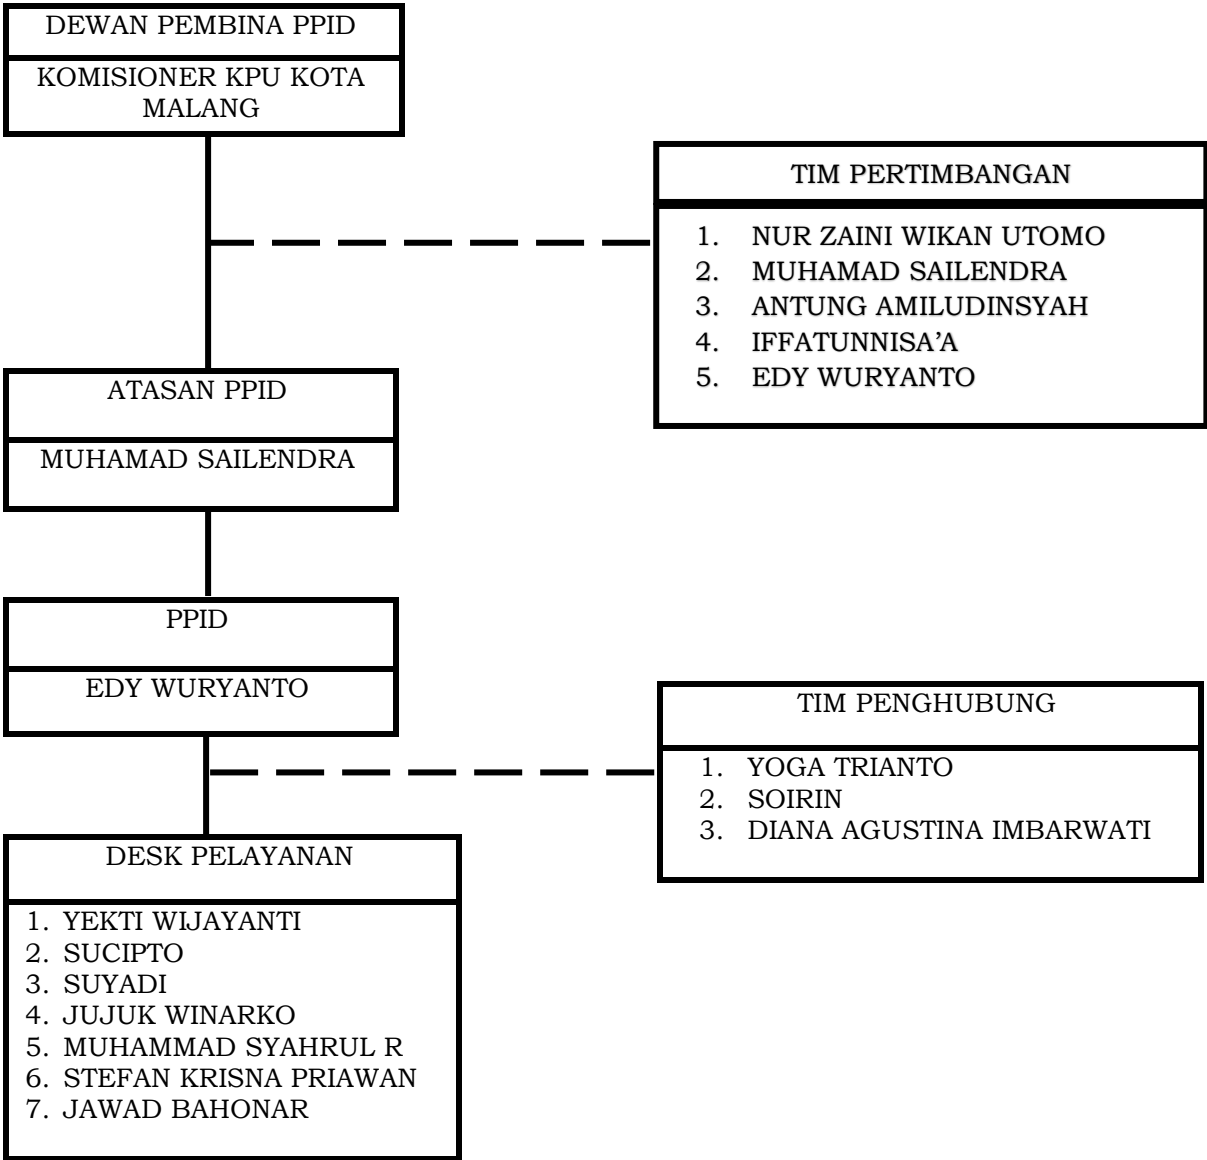 DEWAN PEMBINA PPID
KOMISIONER KPU KOTA
MALANG
TIM PERTIMBANGAN
1. NUR ZAINI WIKAN UTOMO
2. MUHAMAD SAILENDRA
3. ANTUNG AMILUDINSYAH
4. IFFATUNNISA’A
5. EDY WURYANTO
ATASAN PPID
MUHAMAD SAILENDRA
PPID
EDY WURYANTO
TIM PENGHUBUNG
1. YOGA TRIANTO
2. SOIRIN
3. DIANA AGUSTINA IMBARWATI
DESK PELAYANAN
1. YEKTI WIJAYANTI
2. SUCIPTO
3. SUYADI
4. JUJUK WINARKO
5. MUHAMMAD SYAHRUL R
6. STEFAN KRISNA PRIAWAN
7. JAWAD BAHONAR